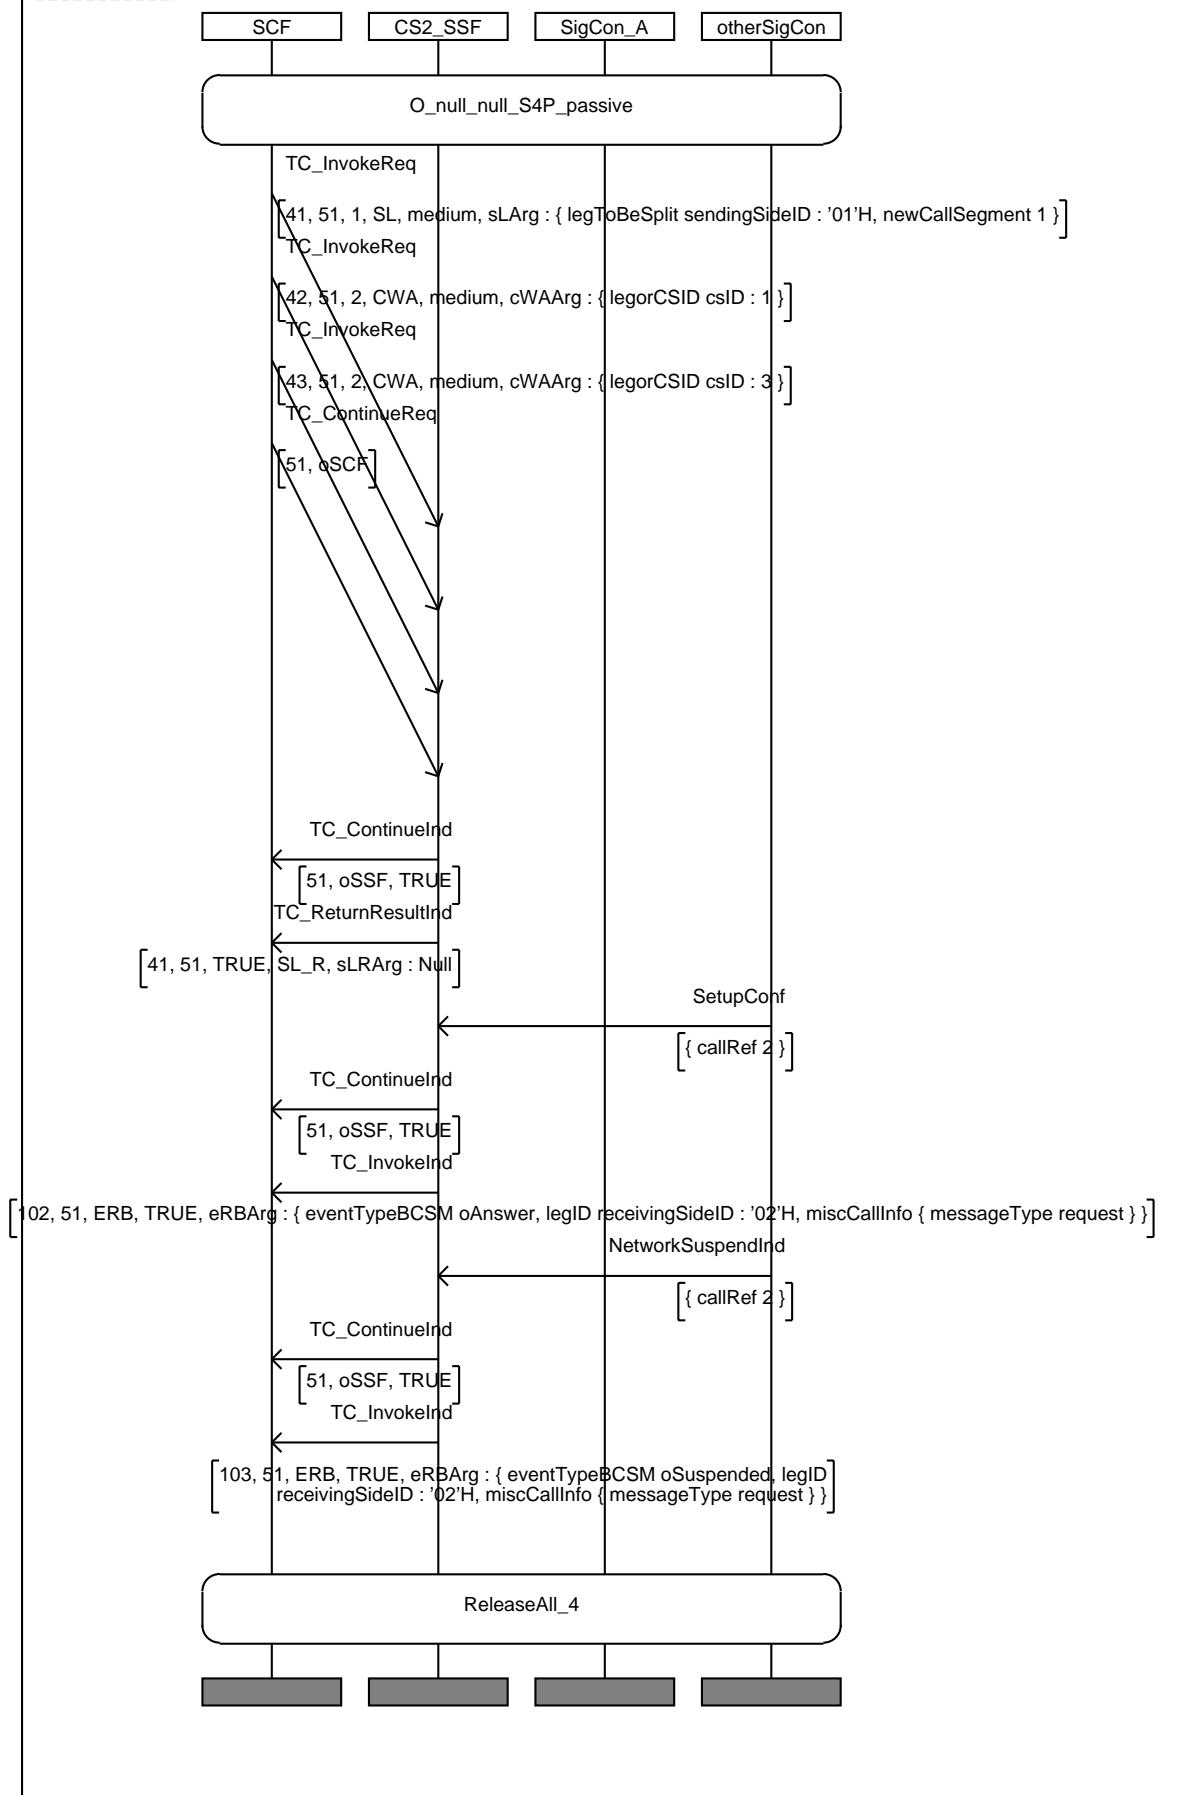 SCF
CS2_SSF
SigCon_A
otherSigCon
O_null_null_S4P_passive
TC_InvokeReq
41, 51, 1, SL, medium, sLArg : { legToBeSplit sendingSideID : '01'H, newCallSegment 1 }
TC_InvokeReq
42, 51, 2, CWA, medium, cWAArg : { legorCSID csID : 1 }
TC_InvokeReq
43, 51, 2, CWA, medium, cWAArg : { legorCSID csID : 3 }
TC_ContinueReq
51, oSCF
TC_ContinueInd
51, oSSF, TRUE
TC_ReturnResultInd
41, 51, TRUE, SL_R, sLRArg : Null
SetupConf
{ callRef 2 }
TC_ContinueInd
51, oSSF, TRUE
TC_InvokeInd
102, 51, ERB, TRUE, eRBArg : { eventTypeBCSM oAnswer, legID receivingSideID : '02'H, miscCallInfo { messageType request } }
NetworkSuspendInd
{ callRef 2 }
TC_ContinueInd
51, oSSF, TRUE
TC_InvokeInd
103, 51, ERB, TRUE, eRBArg : { eventTypeBCSM oSuspended, legID
receivingSideID : '02'H, miscCallInfo { messageType request } }
ReleaseAll_4